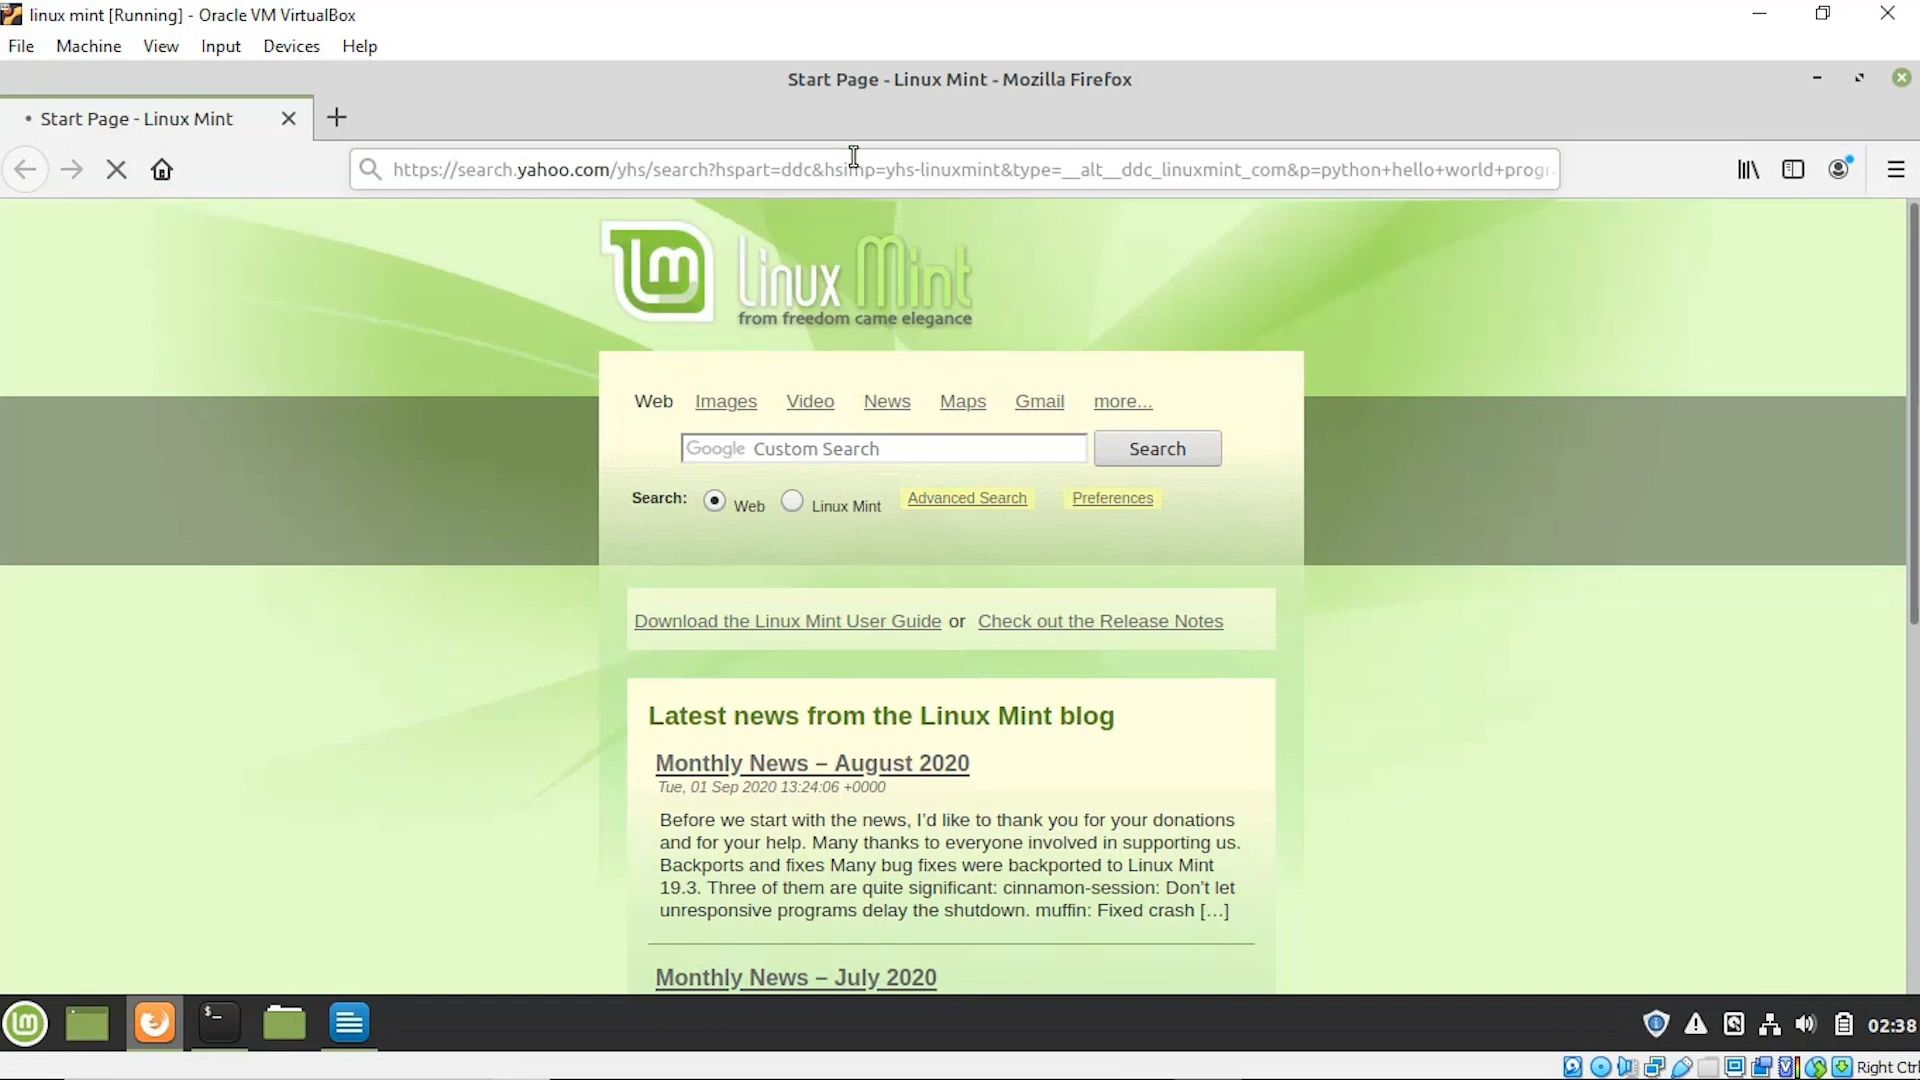 linux mint [Running] - Oracle VM VirtualBox
File Machine View Input Devices Help
Start Page - Linux Mint - Mozilla Firefox
Start Page - Linux Mint
https://search.yahoo.com/yhs/search?hspart=ddc&hsimp=yhs-linuxmint&type=__alt__ddc_linuxmint_com&p=python+hello+world+progr
lm Linux Mint
from freedom came elegance
Web Images Video News Maps Gmail more...
Google Custom Search Search
Search: Web Linux Mint Advanced Search Preferences
Download the Linux Mint User Guide or Check out the Release Notes
Latest news from the Linux Mint blog
Monthly News – August 2020
Tue, 01 Sep 2020 13:24:06 +0000
Before we start with the news, I'd like to thank you for your donations
and for your help. Many thanks to everyone involved in supporting us.
Backports and fixes Many bug fixes were backported to Linux Mint
19.3. Three of them are quite significant: cinnamon-session: Don't let
unresponsive programs delay the shutdown. muffin: Fixed crash […]
Monthly News – July 2020
$_
02:38
Right Ctrl